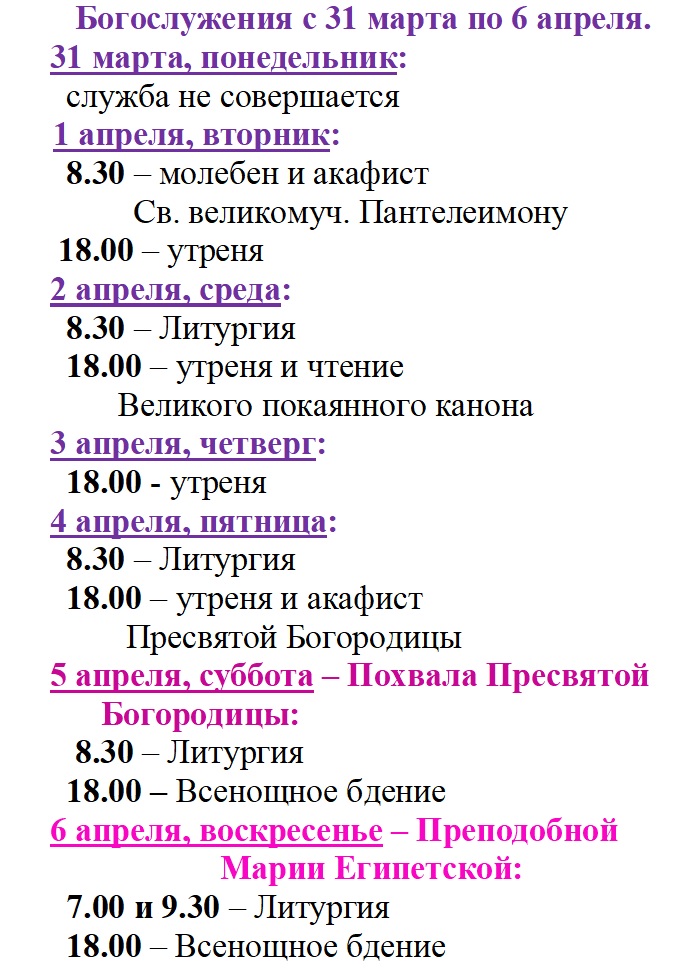 Богослужения с 31 марта по 6 апреля.
31 марта, понедельник:
служба не совершается
1 апреля, вторник:
8.30 – молебен и акафист
Св. великомуч. Пантелеимону
18.00 – утреня
2 апреля, среда:
8.30 – Литургия
18.00 – утреня и чтение
Великого покаянного канона
3 апреля, четверг:
18.00 - утреня
4 апреля, пятница:
8.30 – Литургия
18.00 – утреня и акафист
Пресвятой Богородицы
5 апреля, суббота – Похвала Пресвятой
Богородицы:
8.30 – Литургия
18.00 – Всенощное бдение
6 апреля, воскресенье – Преподобной
Марии Египетской:
7.00 и 9.30 – Литургия
18.00 – Всенощное бдение